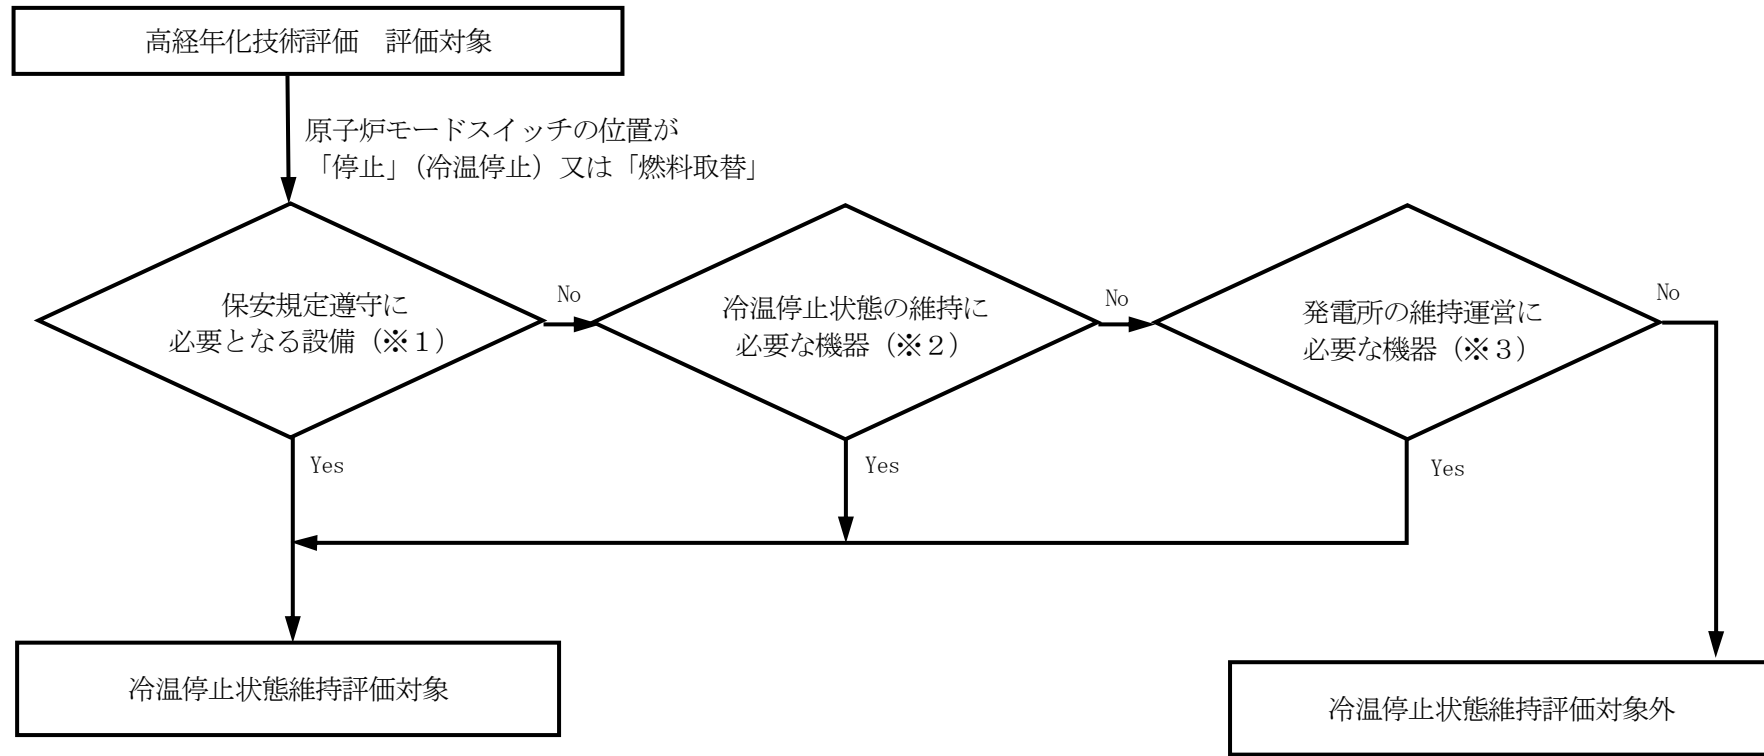 高経年化技術評価　評価対象
原子炉モードスイッチの位置が
「停止」（冷温停止）又は「燃料取替」
保安規定遵守に
必要となる設備（※１）
No
冷温停止状態の維持に
必要な機器（※２）
No
発電所の維持運営に
必要な機器（※３）
No
Yes
Yes
Yes
冷温停止状態維持評価対象
冷温停止状態維持評価対象外